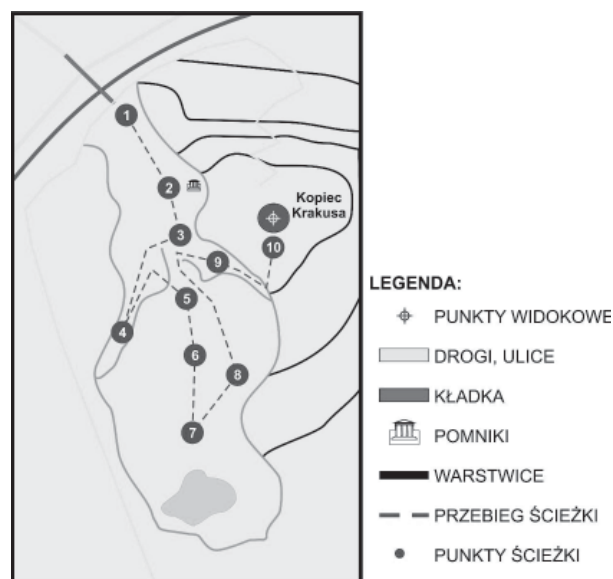 1
2
3
Kopiec
Krakusa
10
9
4
5
6
8
7
LEGENDA:
PUNKTY WIDOKOWE
DROGI, ULICE
KŁADKA
POMNIKI
WARSTWICE
PRZEBIEG ŚCIEŻKI
PUNKTY ŚCIEŻKI